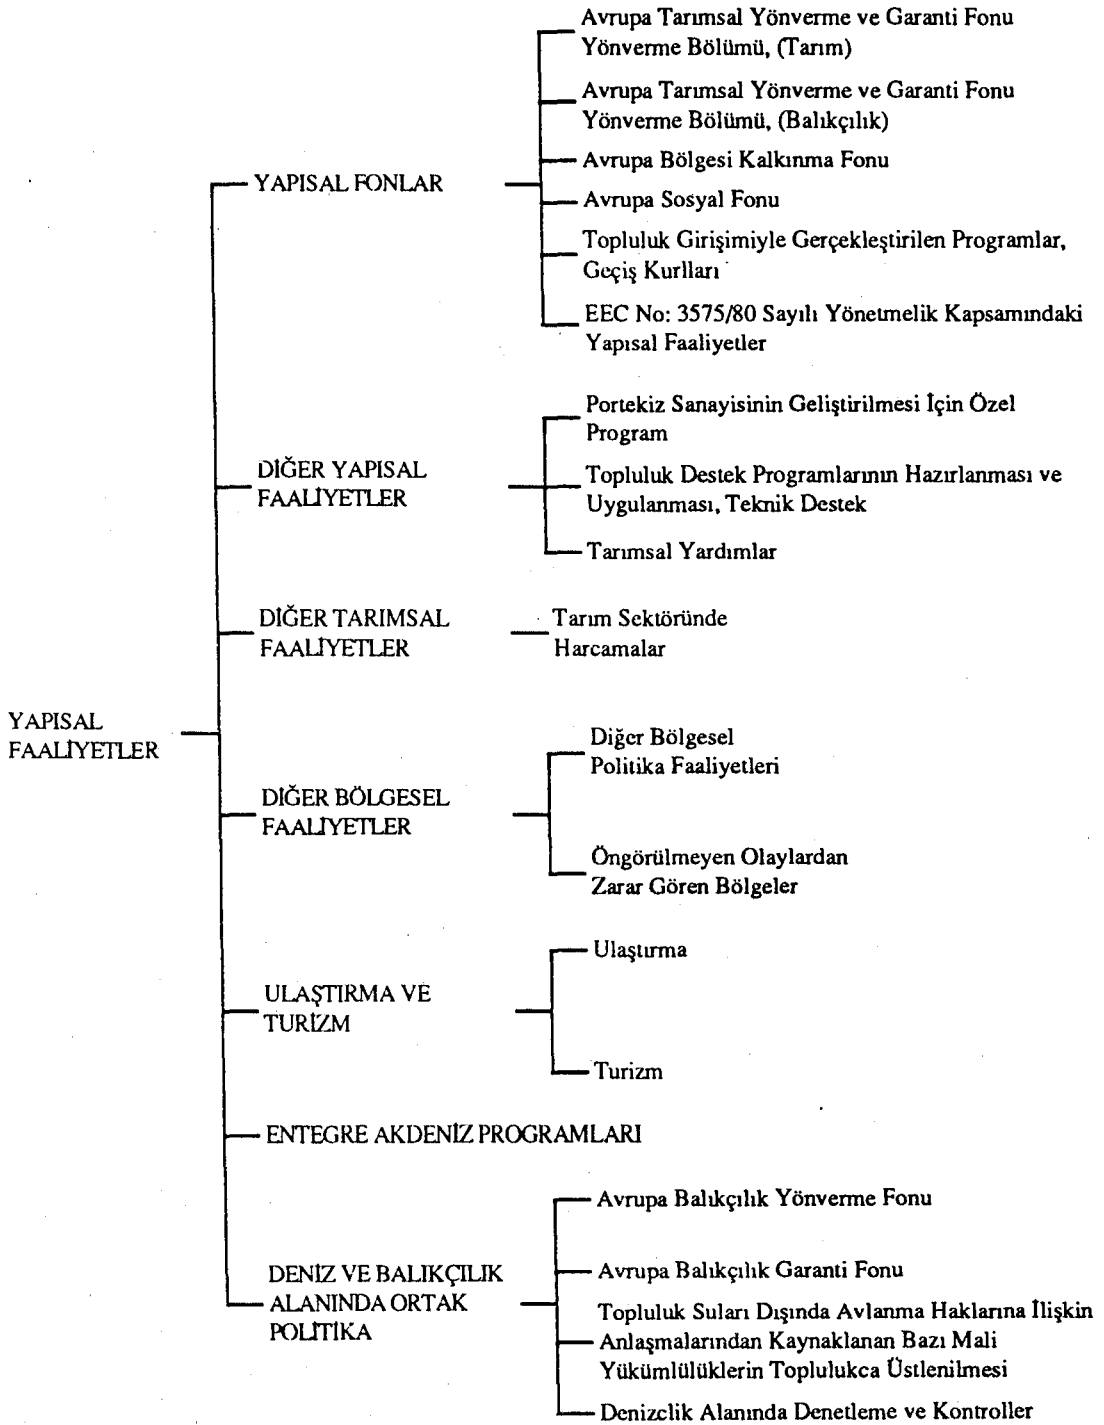 Avrupa Tarımsal Yönverme ve Garanti Fonu
Yönverme Bölümü, (Tarım)
Avrupa Tarımsal Yönverme ve Garanti Fonu
Yönverme Bölümü, (Balıkçılık)
Avrupa Bölgesi Kalkınma Fonu
YAPISAL FONLAR
Avrupa Sosyal Fonu
Topluluk Girişimiyle Gerçekleştirilen Programlar,
Geçiş Kurlları
EEC No: 3575/80 Sayılı Yönetmelik Kapsamındaki
Yapısal Faaliyetler
Portekiz Sanayisinin Geliştirilmesi İçin Özel
Program
DİĞER YAPISAL
FAALİYETLER
Topluluk Destek Programlarının Hazırlanması ve
Uygulanması, Teknik Destek
Tarımsal Yardımlar
DİĞER TARIMSAL
FAALİYETLER
Tarım Sektöründe
Harcamalar
YAPISAL
FAALİYETLER
Diğer Bölgesel
Politika Faaliyetleri
DİĞER BÖLGESEL
FAALİYETLER
Öngörülmeyen Olaylardan
Zarar Gören Bölgeler
Ulaştırma
ULAŞTIRMA VE
TURİZM
Turizm
ENTEGRE AKDENİZ PROGRAMLARI
Avrupa Balıkçılık Yönverme Fonu
DENİZ VE BALIKÇILIK
ALANINDA ORTAK
POLİTİKA
Avrupa Balıkçılık Garanti Fonu
Topluluk Suları Dışında Avlanma Haklarına İlişkin
Anlaşmalarından Kaynaklanan Bazı Mali
Yükümlülüklerin Toplulukca Üstlenilmesi
Denizclik Alanında Denetleme ve Kontroller